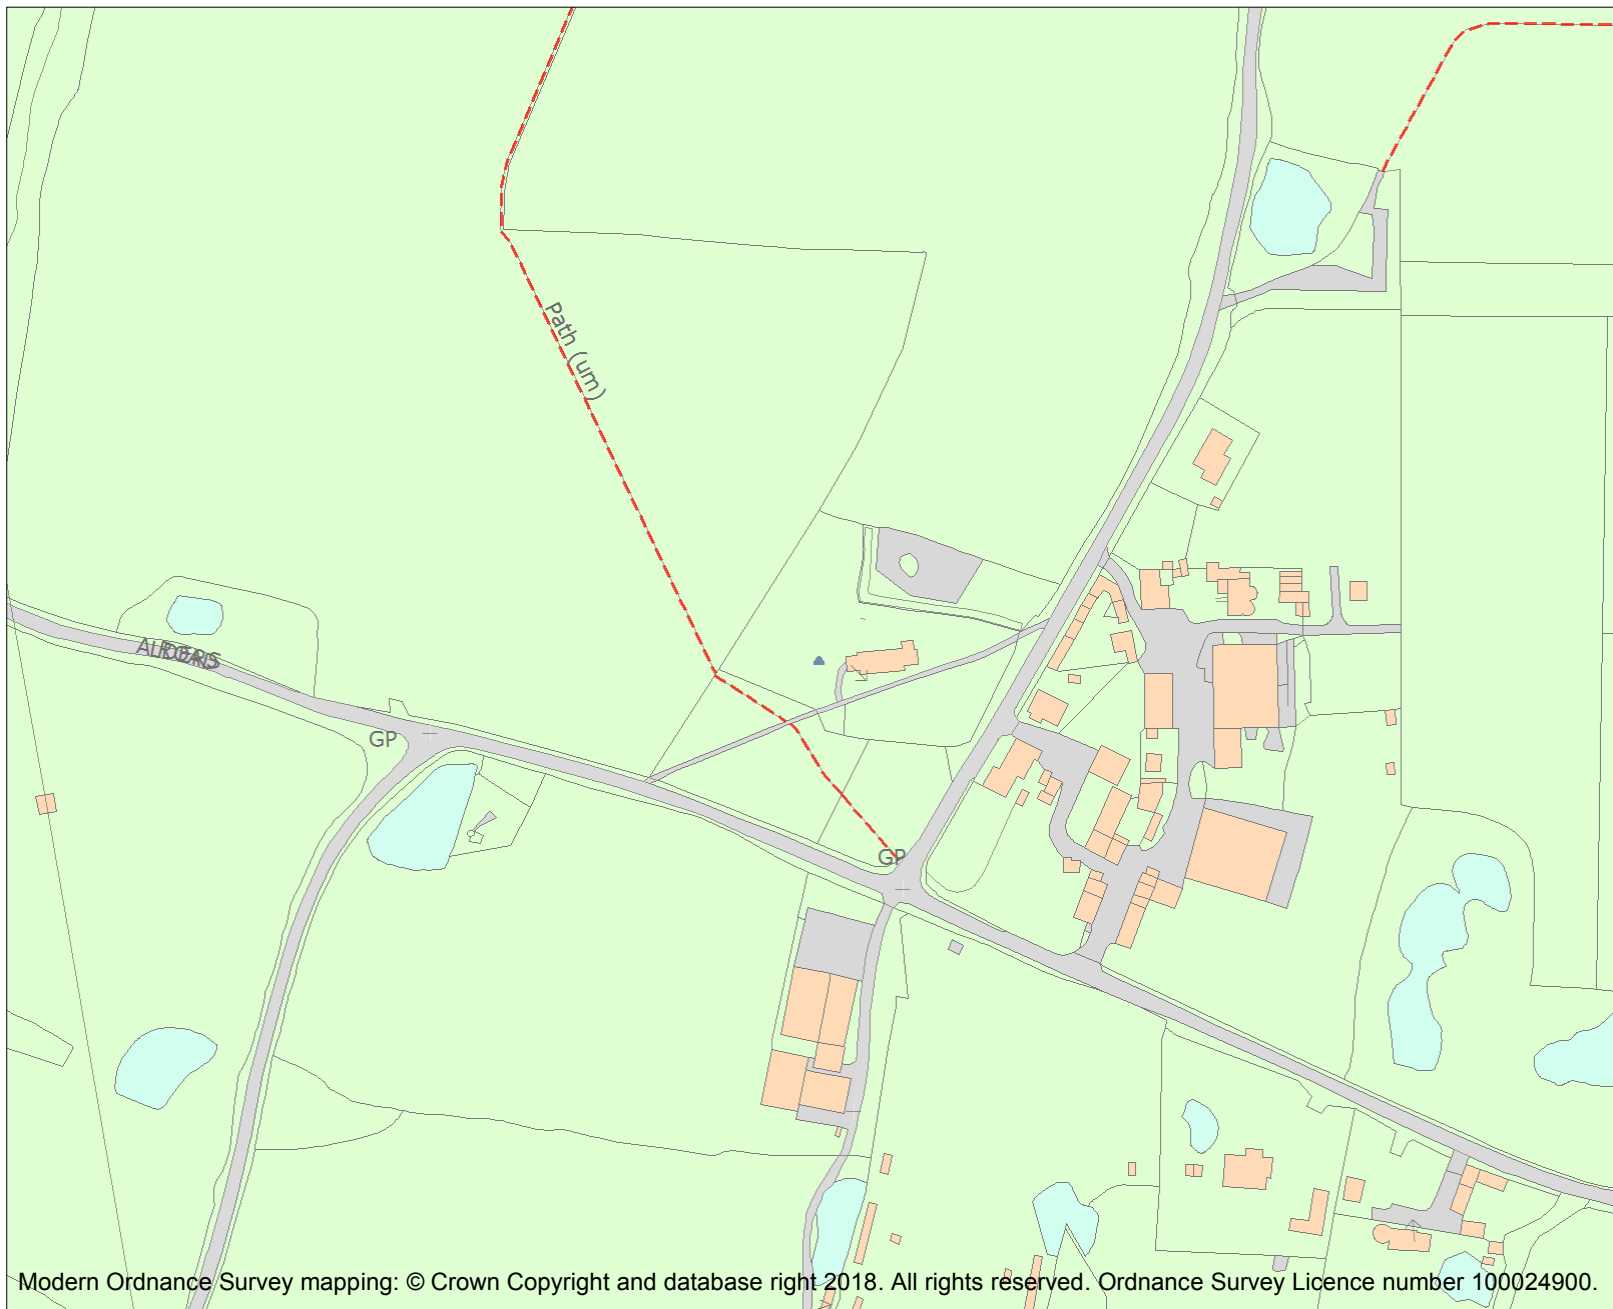 Path (um)
GP
GP
Modern Ordnance Survey mapping: © Crown Copyright and database right 2018. All rights reserved. Ordnance Survey Licence number 100024900.